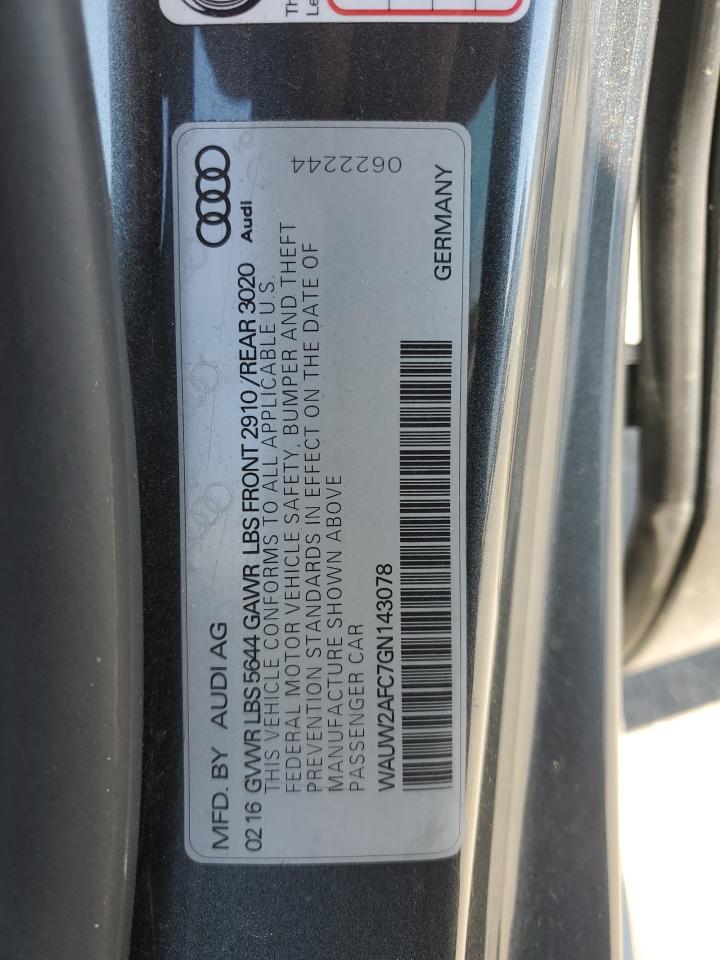 Th
Le
MFD. BY AUDI AG
Audi
0622244
02 16 GVWR LBS 5644 GAWR LBS FRONT 2910 /REAR 3020
THIS VEHICLE CONFORMS TO ALL APPLICABLE U.S.
FEDERAL MOTOR VEHICLE SAFETY, BUMPER AND THEFT
PREVENTION STANDARDS IN EFFECT ON THE DATE OF
MANUFACTURE SHOWN ABOVE
PASSENGER CAR
WAUW2AFC7GN143078
GERMANY